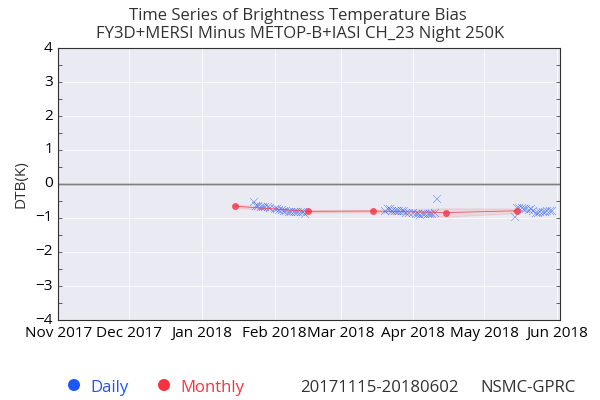 Time Series of Brightness Temperature Bias
FY3D+MERSI Minus METOP-B+IASI CH_23 Night 250K
DTB(K)
4
3
2
1
0
−1
−2
−3
−4
Nov 2017 Dec 2017 Jan 2018 Feb 2018 Mar 2018 Apr 2018 May 2018 Jun 2018
Daily Monthly 20171115-20180602 NSMC-GPRC